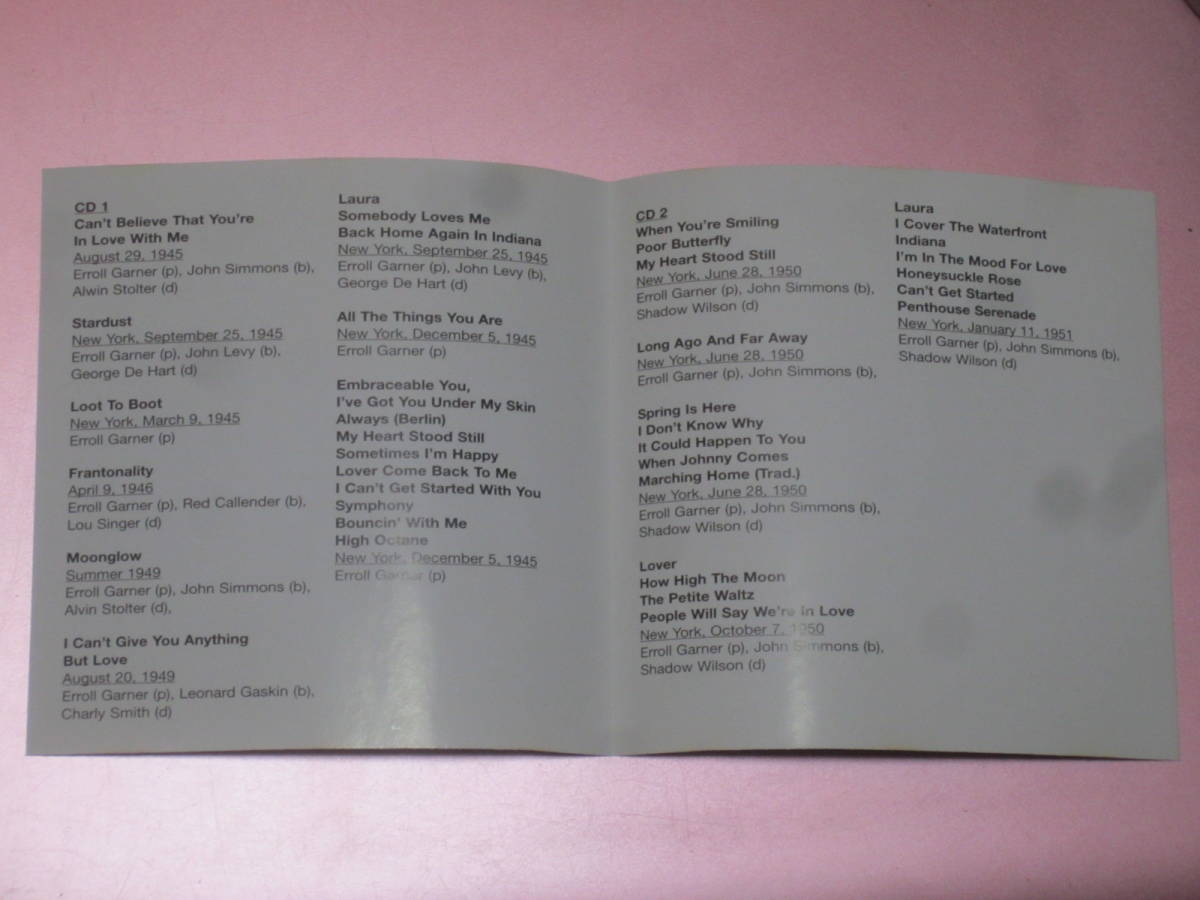 CD 1
Can't Believe That You're
In Love With Me
August 29, 1945
Erroll Garner (p), John Simmons (b),
Alwin Stolter (d)
Stardust
New York, September 25, 1945
Erroll Garner (p), John Levy (b),
George De Hart (d)
Loot To Boot
New York, March 9, 1945
Erroll Garner (p)
Frantonality
April 9, 1946
Erroll Garner (p), Red Callender (b),
Lou Singer (d)
Moonglow
Summer 1949
Erroll Garner (p), John Simmons (b),
Alvin Stolter (d),
I Can't Give You Anything
But Love
August 20, 1949
Erroll Garner (p), Leonard Gaskin (b),
Charly Smith (d)
Laura
Somebody Loves Me
Back Home Again In Indiana
New York, September 25, 1945
Erroll Garner (p), John Levy (b),
George De Hart (d)
All The Things You Are
New York, December 5, 1945
Erroll Garner (p)
Embraceable You,
I've Got You Under My Skin
Always (Berlin)
My Heart Stood Still
Sometimes I'm Happy
Lover Come Back To Me
I Can't Get Started With You
Symphony
Bouncin' With Me
High Octane
New York, December 5, 1945
Erroll Garner (p)
CD 2
When You're Smiling
Poor Butterfly
My Heart Stood Still
New York, June 28, 1950
Erroll Garner (p), John Simmons (b),
Shadow Wilson (d)
Long Ago And Far Away
New York, June 28, 1950
Erroll Garner (p), John Simmons (b),
Spring Is Here
I Don't Know Why
It Could Happen To You
When Johnny Comes
Marching Home (Trad.)
New York, June 28, 1950
Erroll Garner (p), John Simmons (b),
Shadow Wilson (d)
Lover
How High The Moon
The Petite Waltz
People Will Say We're In Love
New York, October 7, 1950
Erroll Garner (p), John Simmons (b),
Shadow Wilson (d)
Laura
I Cover The Waterfront
Indiana
I'm In The Mood For Love
Honeysuckle Rose
Can't Get Started
Penthouse Serenade
New York, January 11, 1951
Erroll Garner (p), John Simmons (b),
Shadow Wilson (d)